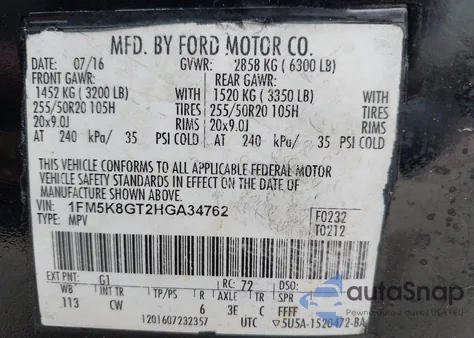 MFD. BY FORD MOTOR CO.
DATE: 07/16 GVWR: 2858 KG ( 6300 LB)
FRONT GAWR: REAR GAWR:
1452 KG ( 3200 LB) WITH 1520 KG ( 3350 LB) WITH
255/50R20 105H TIRES 255/50R20 105H TIRES
20x9.0J RIMS 20x9.0J RIMS
AT 240 kPa/ 35 PSI COLD AT 240 kPa/ 35 PSI COLD
THIS VEHICLE CONFORMS TO ALL APPLICABLE FEDERAL MOTOR
VEHICLE SAFETY STANDARDS IN EFFECT ON THE DATE OF
MANUFACTURE SHOWN ABOVE.
VIN: 1FM5K8GT2HGA34762 F0232
TYPE: MPV T0212
EXT PNT: G1 RC: 72 DSO:
WB INT TR TP/PS R AXLE TR SPR
113 CW 6 3E C FFFF
1201607232357 UTC ▽5U5A-1520472-BA
autoSnap